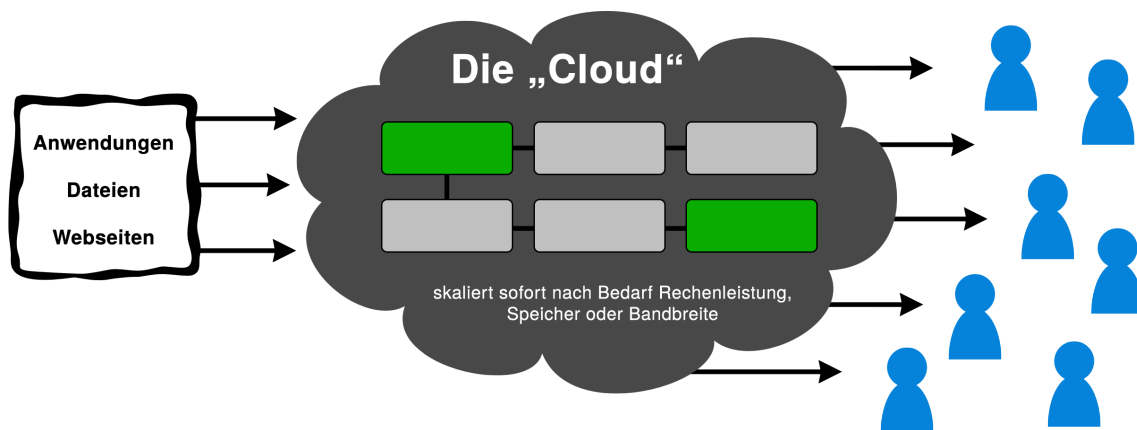 Die „Cloud“
Anwendungen
Dateien
Webseiten
skaliert sofort nach Bedarf Rechenleistung,
Speicher oder Bandbreite